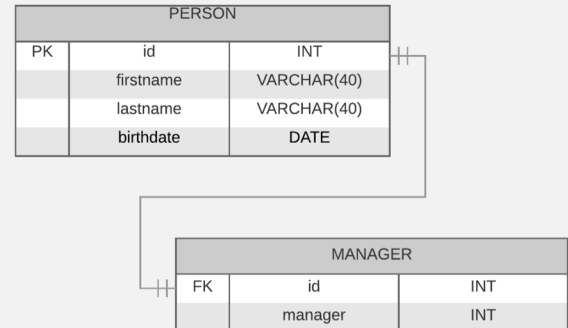 PERSON
PK id INT
firstname VARCHAR(40)
lastname VARCHAR(40)
birthdate DATE
MANAGER
FK id INT
manager INT